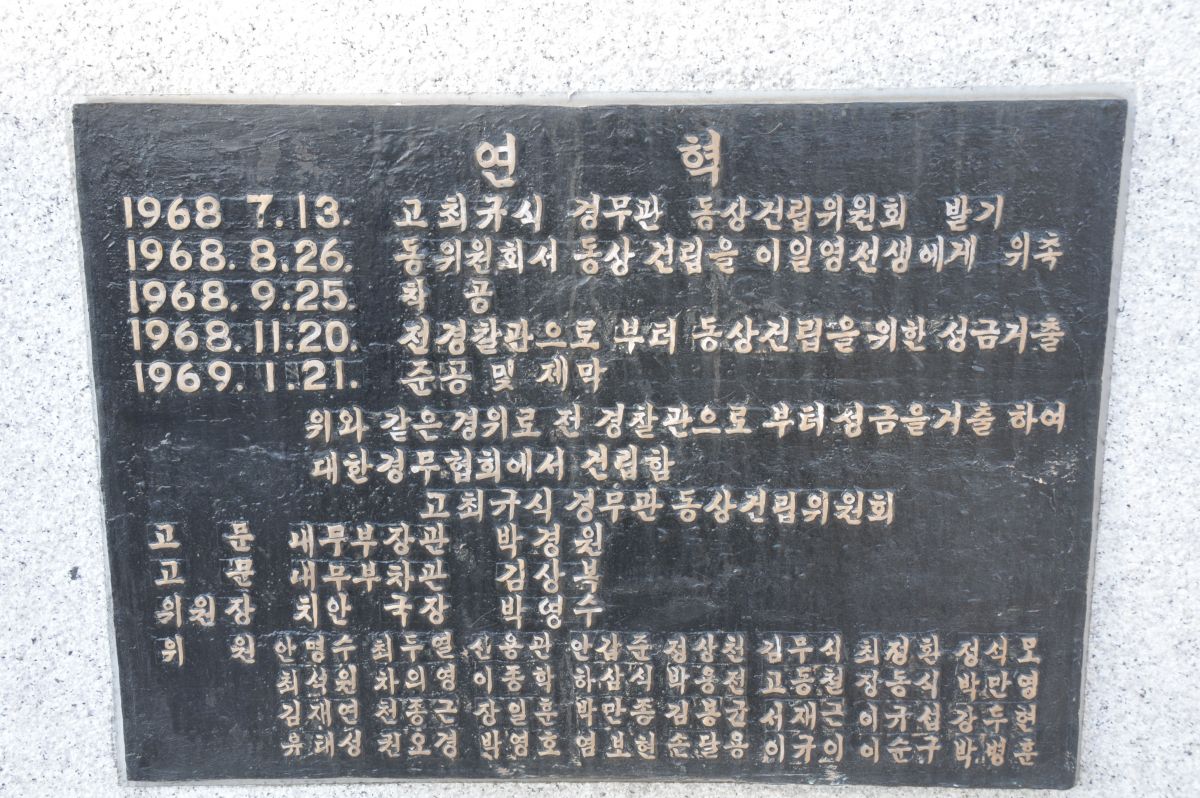 연 혁
1968 7.13. 고최규식 경무관 동상건립위원회 발기
1968. 8.26. 동위원회서 동상건립을 이일영선생에게 위촉
1968. 9.25. 착 공
1968.11.20. 전경찰관으로 부터 동상건립을위한 성금거출
1969. 1.21. 준공 및 제막
위와 같은경위로 전 경찰관으로 부터성금을거출 하여
대한경무협회에서 건립함
고최규식 경무관동상건립위원회
고 문 내무부장관 박경원
고 문 내무부차관 김상복
위원장 치안 국장 박영수
위 원 안명수 최두열 신용관 안갑준 정상천 김무식 최정환 정석모
최석원 차의영 이종학 하삼식 박용전 고동철 장동식 박만영
김재연 천종근 장일훈 박만종 김봉균 서재근 이규섭 강두현
유태성 권오경 박영호 염보현 손달용 이규이 이순구 박병훈